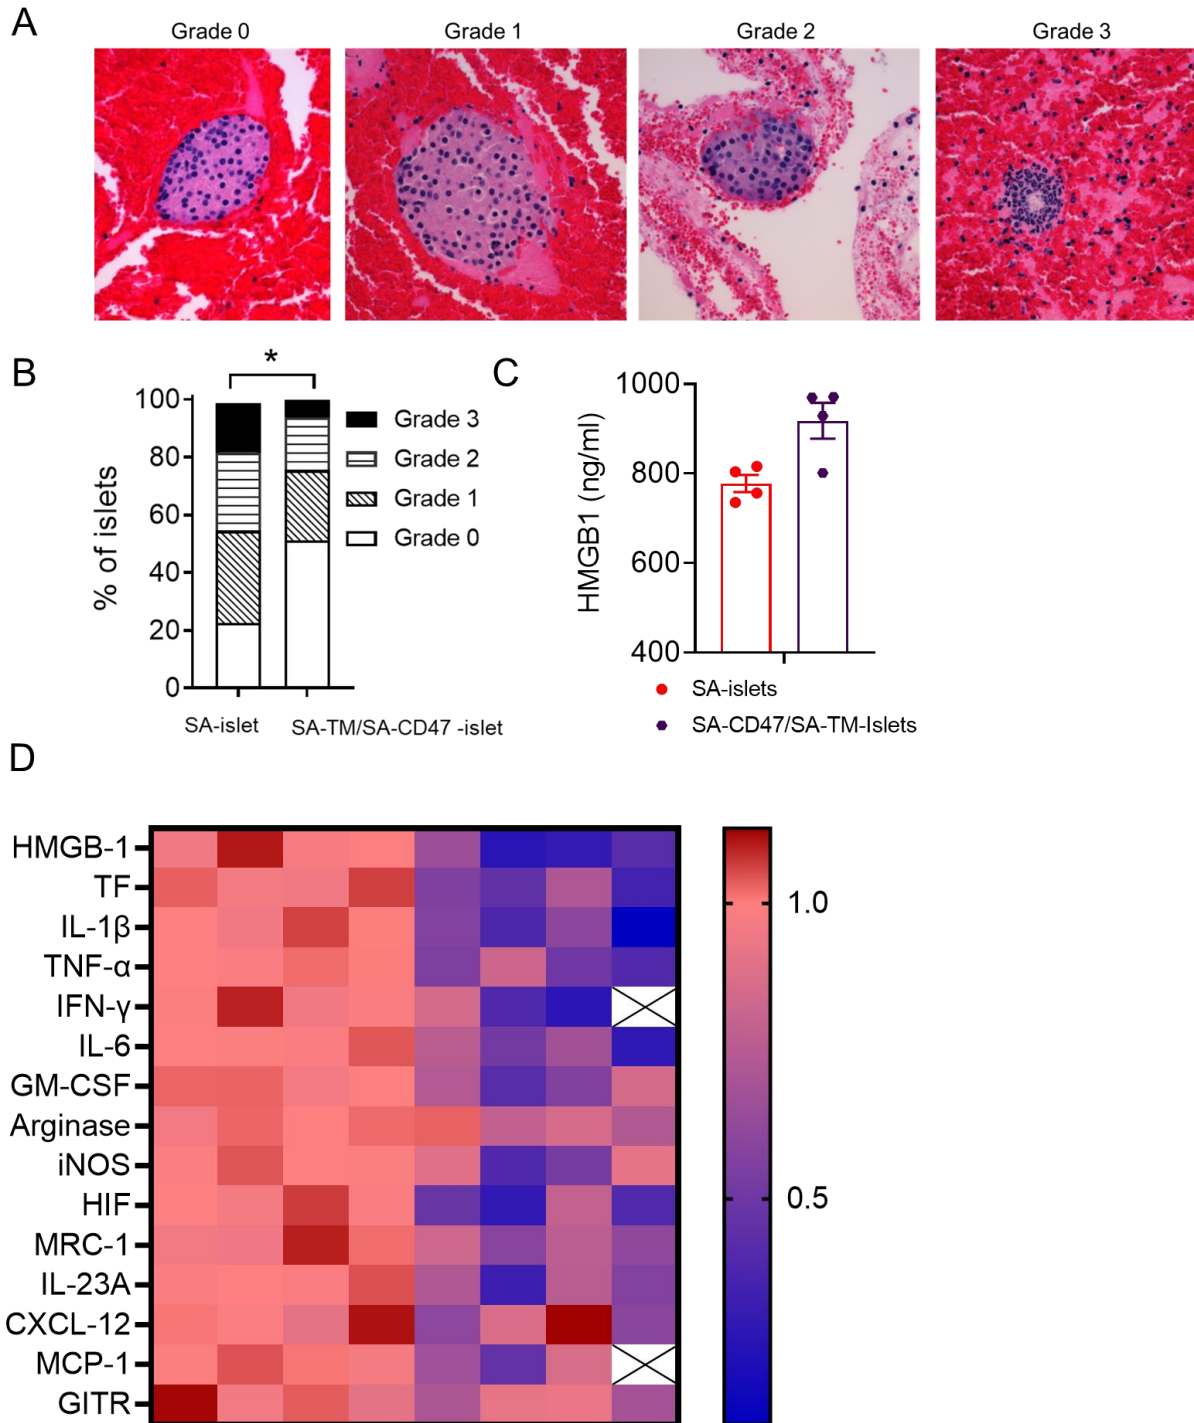 A
Grade 0
Grade 1
Grade 2
Grade 3
B
*
100
80
60
40
20
0
% of islets
Grade 3
Grade 2
Grade 1
Grade 0
SA-islet
SA-TM/SA-CD47 -islet
C
1000
800
600
400
HMGB1 (ng/ml)
SA-islets
SA-CD47/SA-TM-Islets
D
HMGB-1
TF
IL-1β
TNF-α
IFN-γ
IL-6
GM-CSF
Arginase
iNOS
HIF
MRC-1
IL-23A
CXCL-12
MCP-1
GITR
1.0
0.5